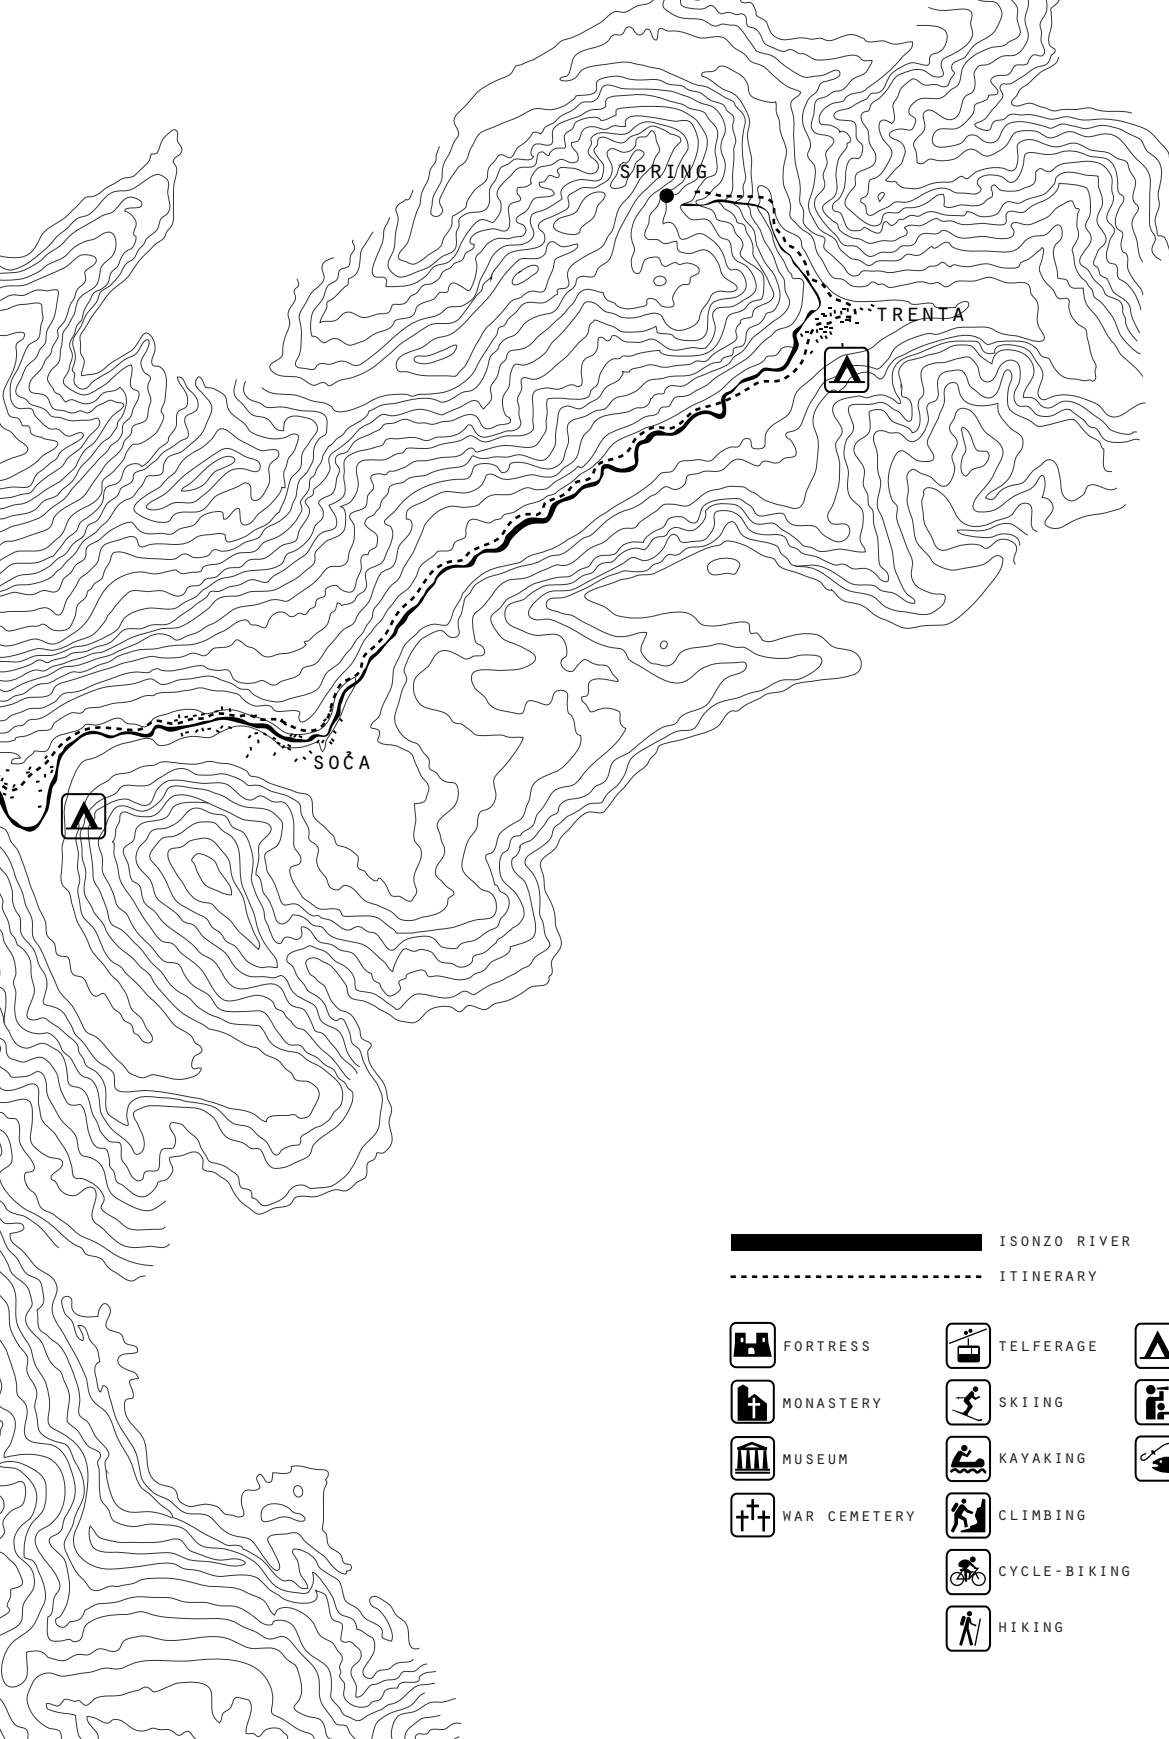 SPRING
TRENTA
SOČA
ISONZO RIVER
ITINERARY
FORTRESS
TELFERAGE
MONASTERY
SKIING
MUSEUM
KAYAKING
WAR CEMETERY
CLIMBING
CYCLE-BIKING
HIKING